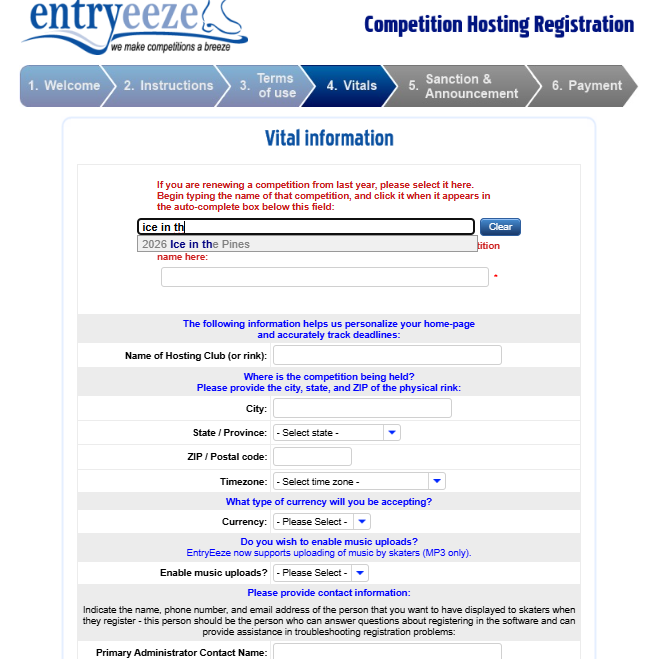 entryeeze
we make competitions a breeze
Competition Hosting Registration
1. Welcome
2. Instructions
3. Terms
of use
4. Vitals
5. Sanction &
Announcement
6. Payment
Vital information
If you are renewing a competition from last year, please select it here.
Begin typing the name of that competition, and click it when it appears in
the auto-complete box below this field:
ice in th
Clear
2026 Ice in the Pines
tition
name here:
*
The following information helps us personalize your home-page
and accurately track deadlines:
Name of Hosting Club (or rink):
Where is the competition being held?
Please provide the city, state, and ZIP of the physical rink:
City:
State / Province: - Select state -
ZIP / Postal code:
Timezone: - Select time zone -
What type of currency will you be accepting?
Currency: - Please Select -
Do you wish to enable music uploads?
EntryEeze now supports uploading of music by skaters (MP3 only).
Enable music uploads? - Please Select -
Please provide contact information:
Indicate the name, phone number, and email address of the person that you want to have displayed to skaters when
they register - this person should be the person who can answer questions about registering in the software and can
provide assistance in troubleshooting registration problems:
Primary Administrator Contact Name: